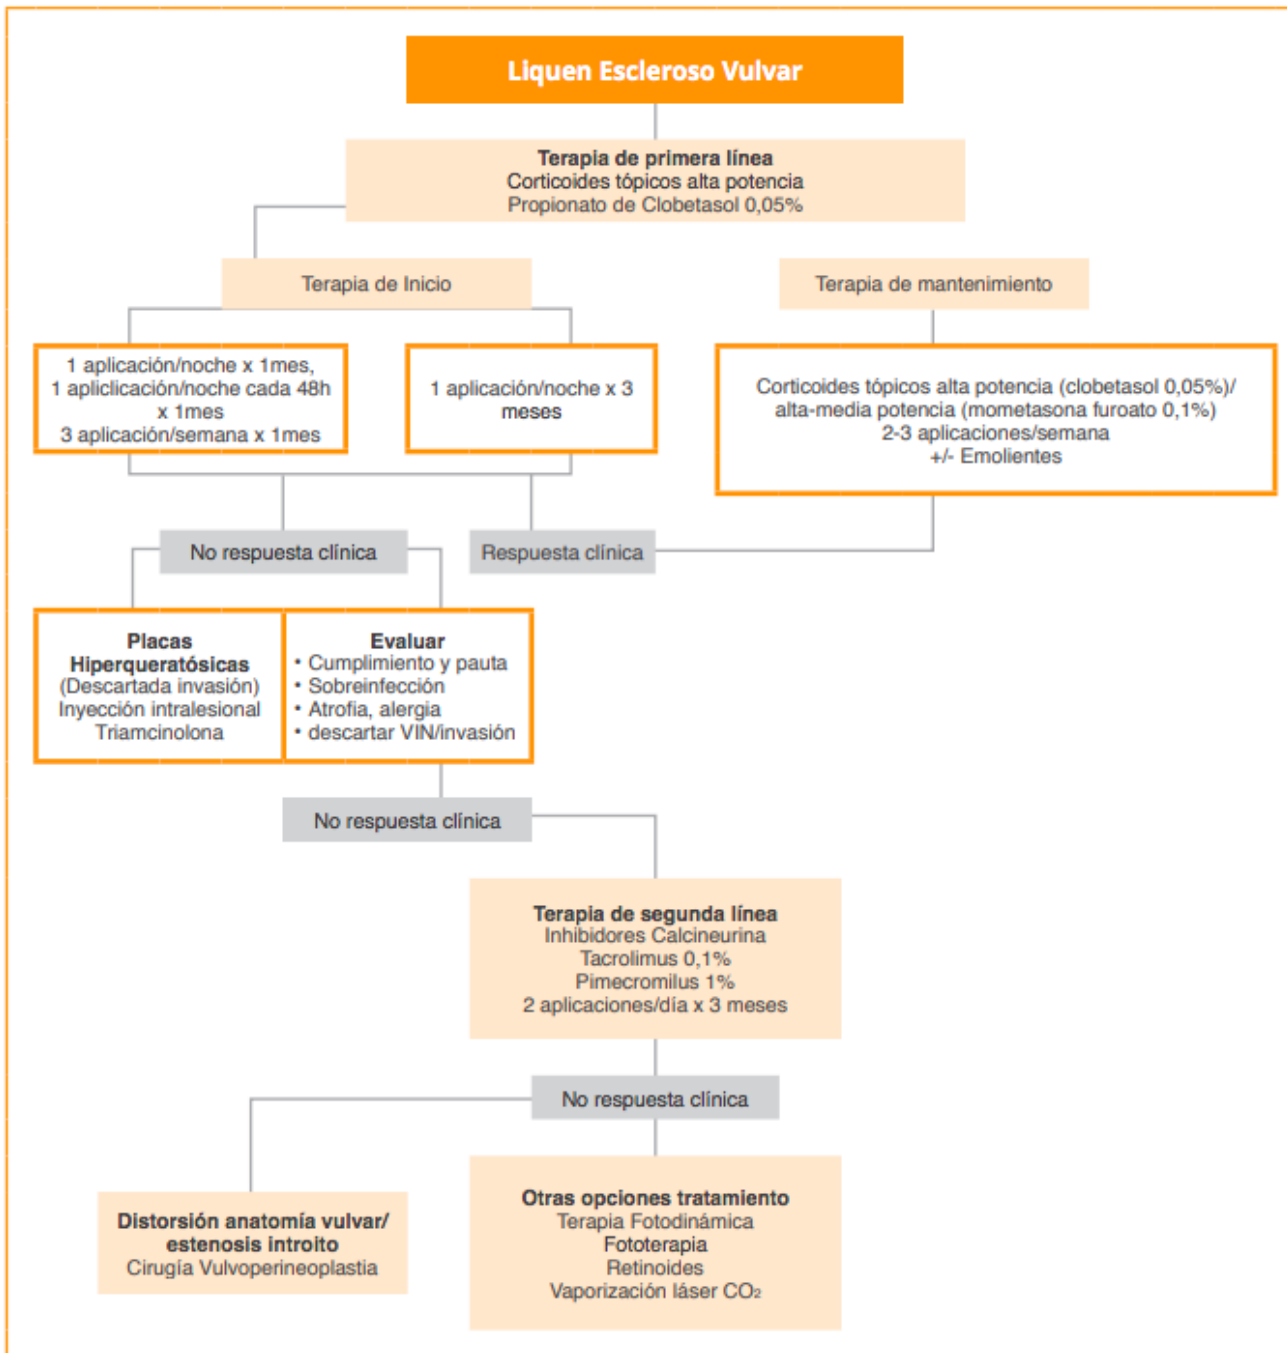 Liquen Escleroso Vulvar
Terapia de primera línea
Corticoides tópicos alta potencia
Propionato de Clobetasol 0,05%
Terapia de Inicio
Terapia de mantenimiento
1 aplicación/noche x 1mes,
1 apliclicación/noche cada 48h
x 1mes
3 aplicación/semana x 1mes
1 aplicación/noche x 3
meses
Corticoides tópicos alta potencia (clobetasol 0,05%)/
alta-media potencia (mometasona furoato 0,1%)
2-3 aplicaciones/semana
+/- Emolientes
No respuesta clínica
Respuesta clínica
Placas
Hiperqueratósicas
(Descartada invasión)
Inyección intralesional
Triamcinolona
Evaluar
• Cumplimiento y pauta
• Sobreinfección
• Atrofia, alergia
• descartar VIN/invasión
No respuesta clínica
Terapia de segunda línea
Inhibidores Calcineurina
Tacrolimus 0,1%
Pimecromilus 1%
2 aplicaciones/día x 3 meses
No respuesta clínica
Distorsión anatomía vulvar/
estenosis introito
Cirugía Vulvoperineoplastia
Otras opciones tratamiento
Terapia Fotodinámica
Fototerapia
Retinoides
Vaporización láser CO₂